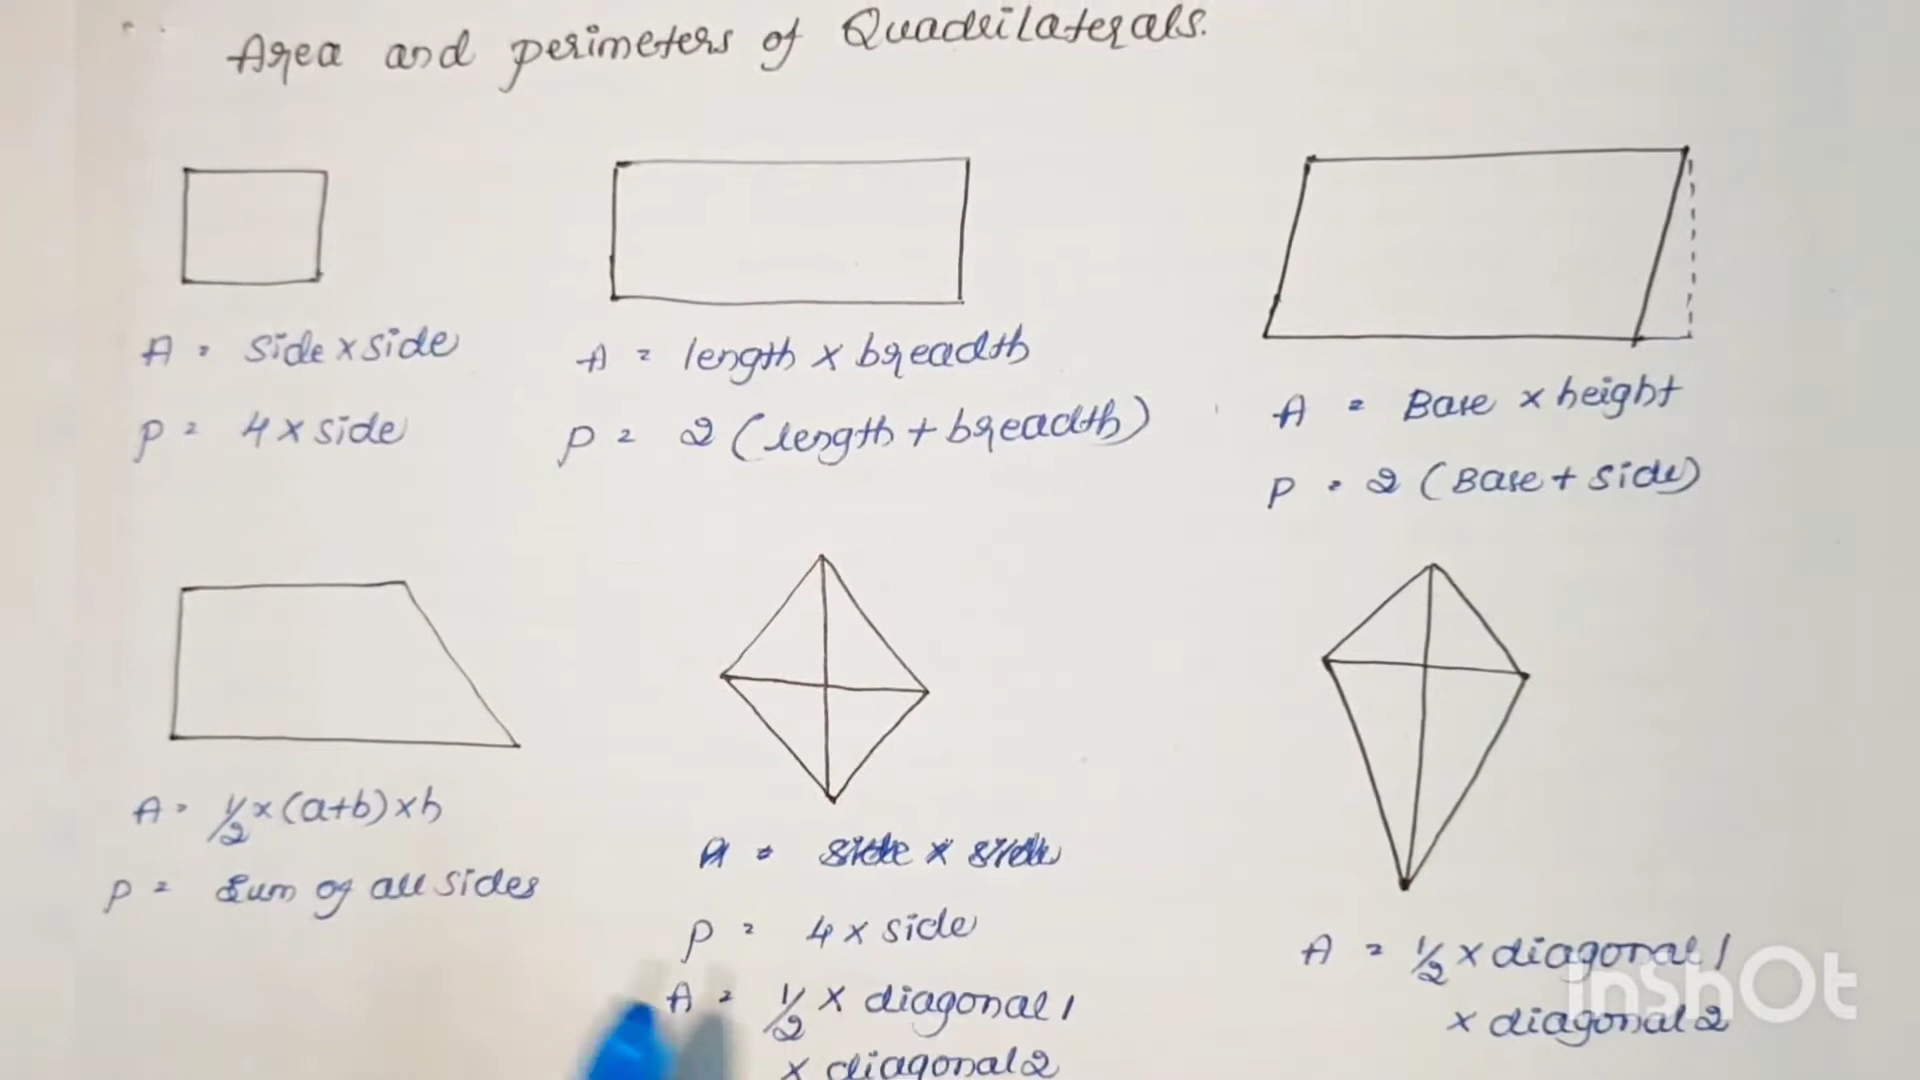 Area and perimeters of Quadrilaterals.
A = side × side
P = 4 × side
A = length × breadth
P = 2 (length + breadth)
A = Base × height
P = 2 (Base + side)
A = 1/2 × (a+b) × h
P = Sum of all sides
A = side × side
P = 4 × side
A = 1/2 × diagonal 1
× diagonal 2
A = 1/2 × diagonal 1
× diagonal 2
InShOt